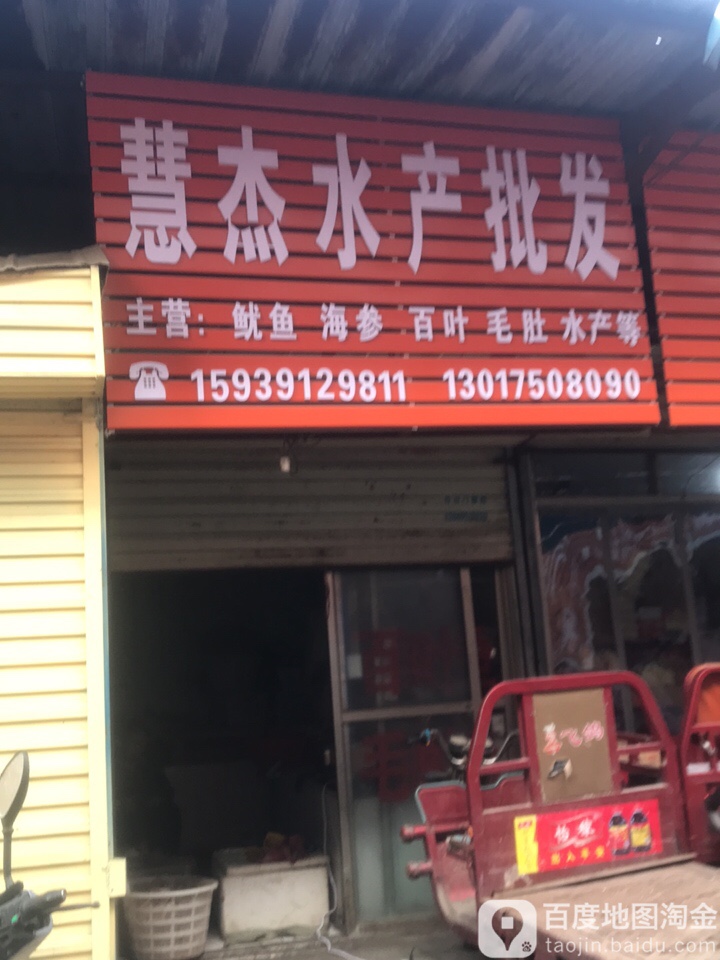 慧杰水产批发
主营：鱿鱼 海参 百叶 毛肚 水产等
☎ 15939129811 13017508090
百度地图淘金
taojin.baidu.com